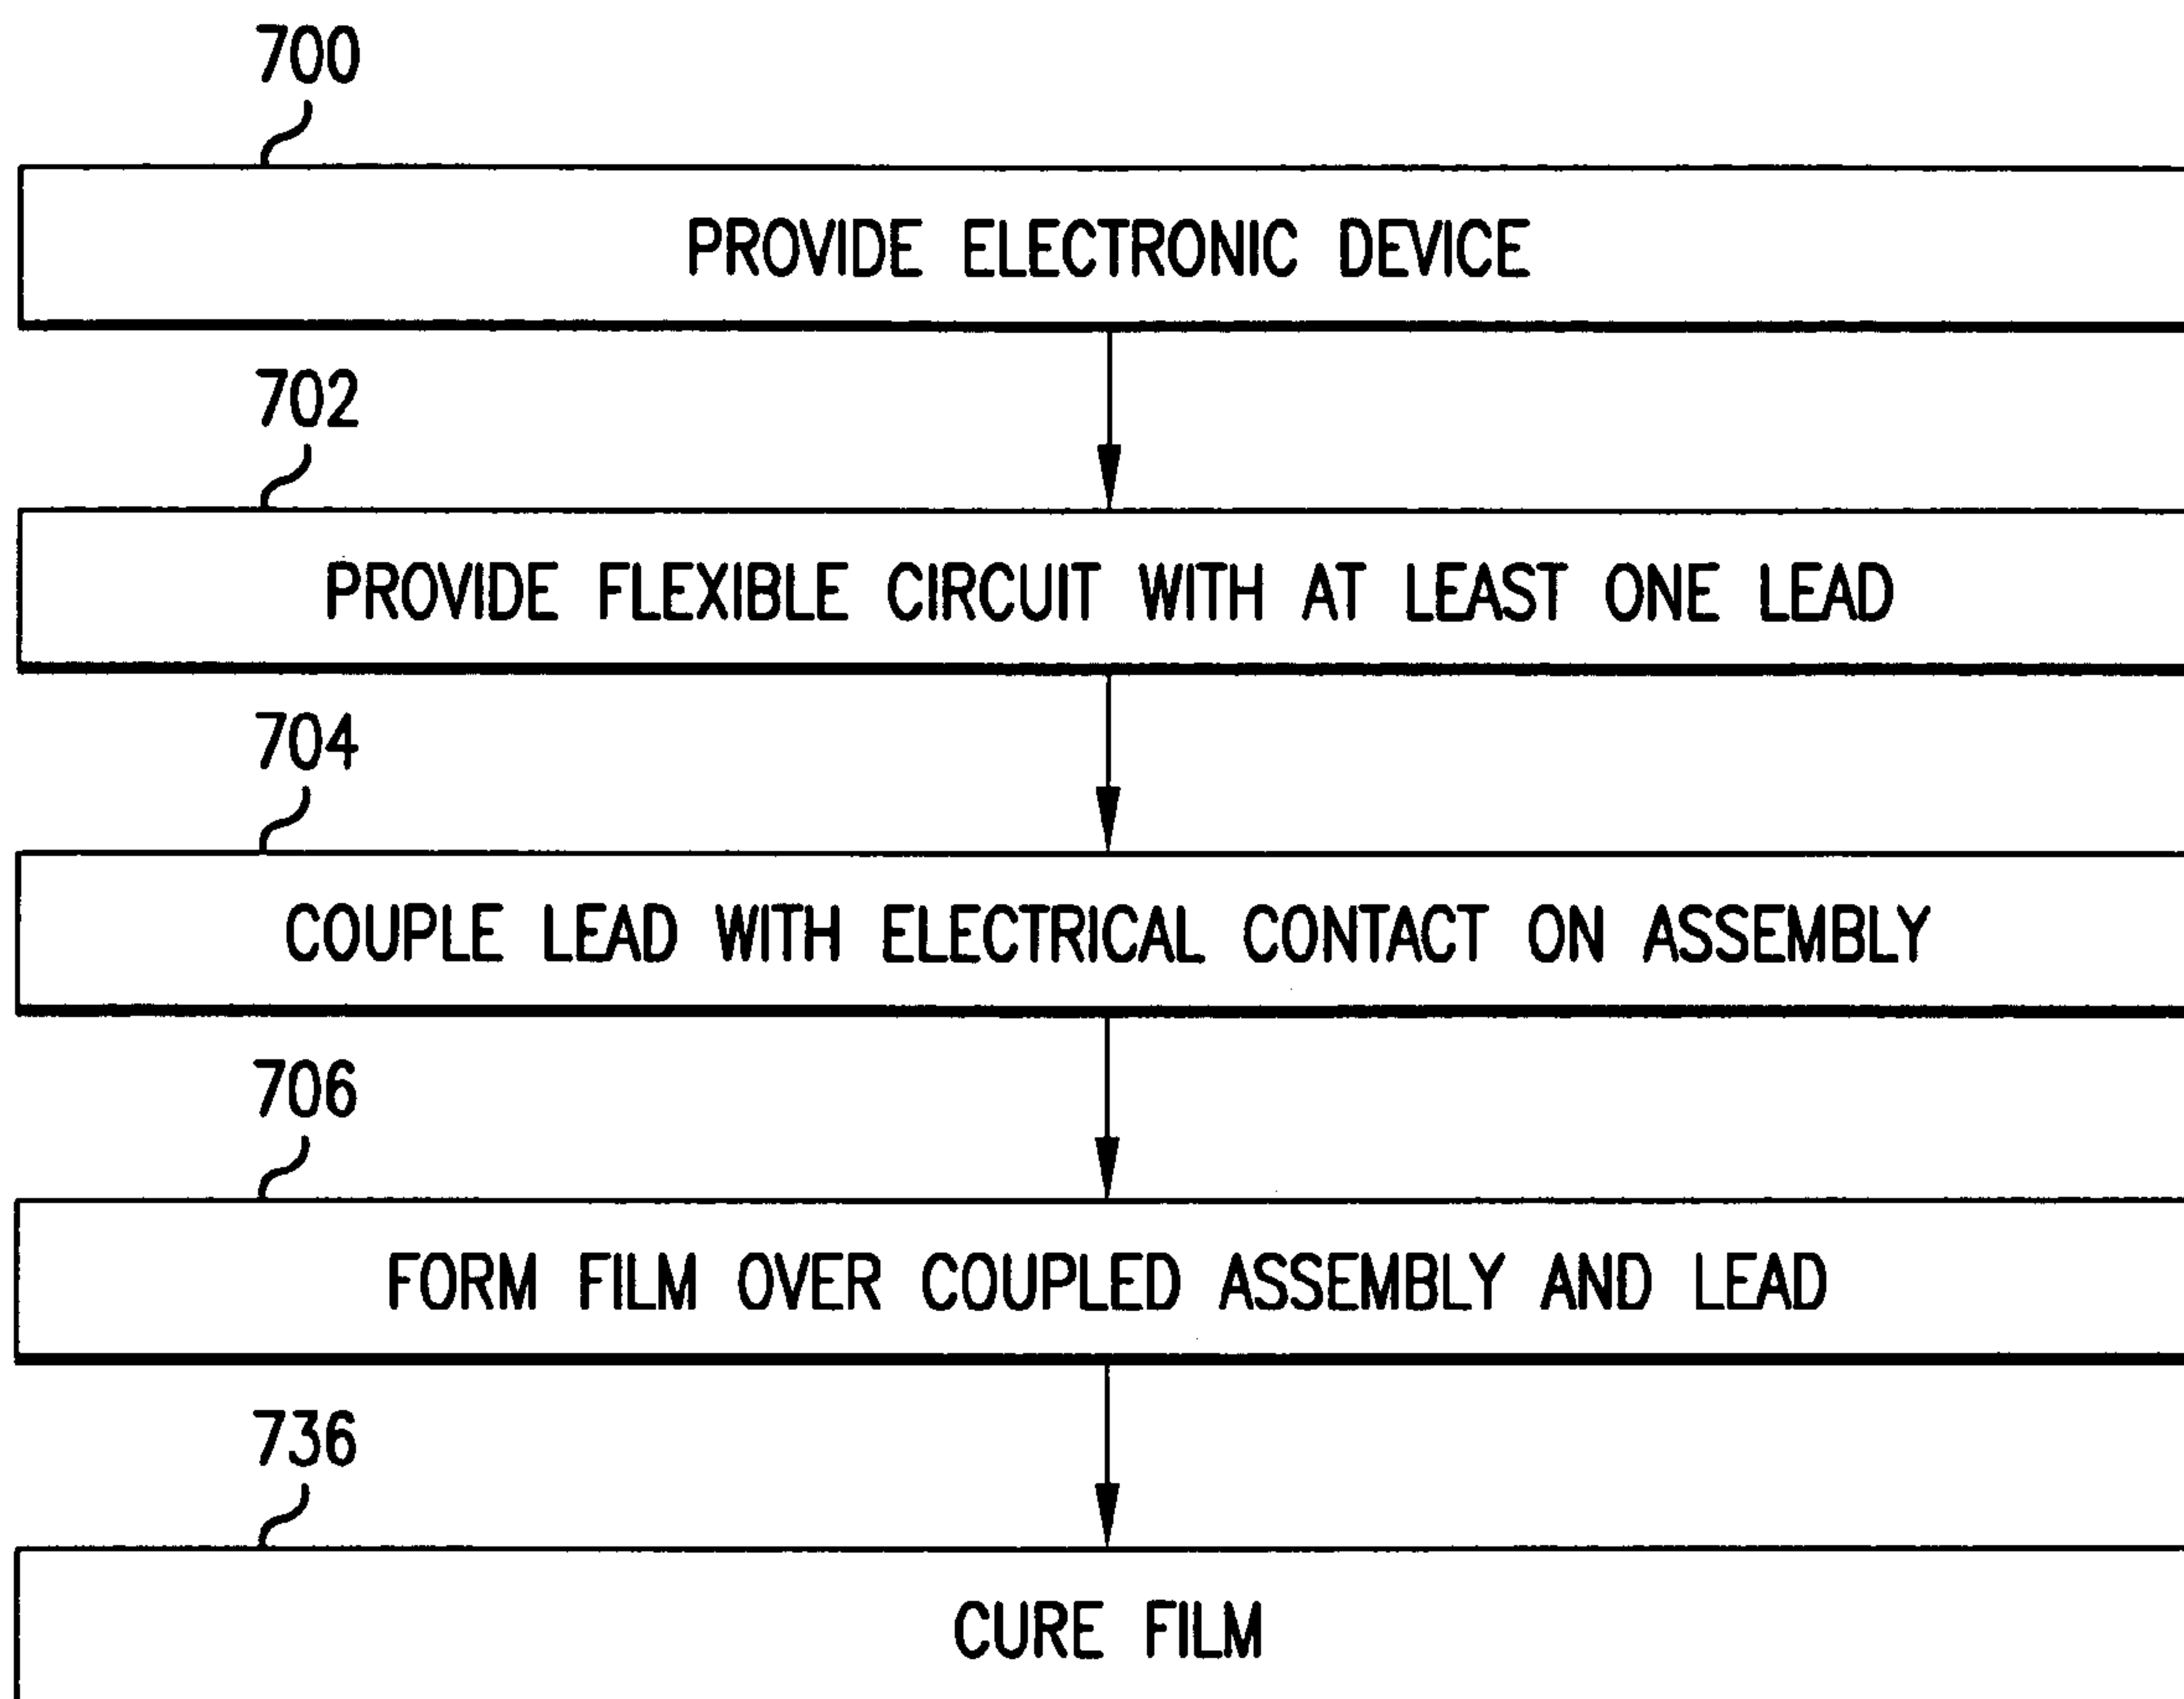 700
PROVIDE ELECTRONIC DEVICE
702
PROVIDE FLEXIBLE CIRCUIT WITH AT LEAST ONE LEAD
704
COUPLE LEAD WITH ELECTRICAL CONTACT ON ASSEMBLY
706
FORM FILM OVER COUPLED ASSEMBLY AND LEAD
736
CURE FILM